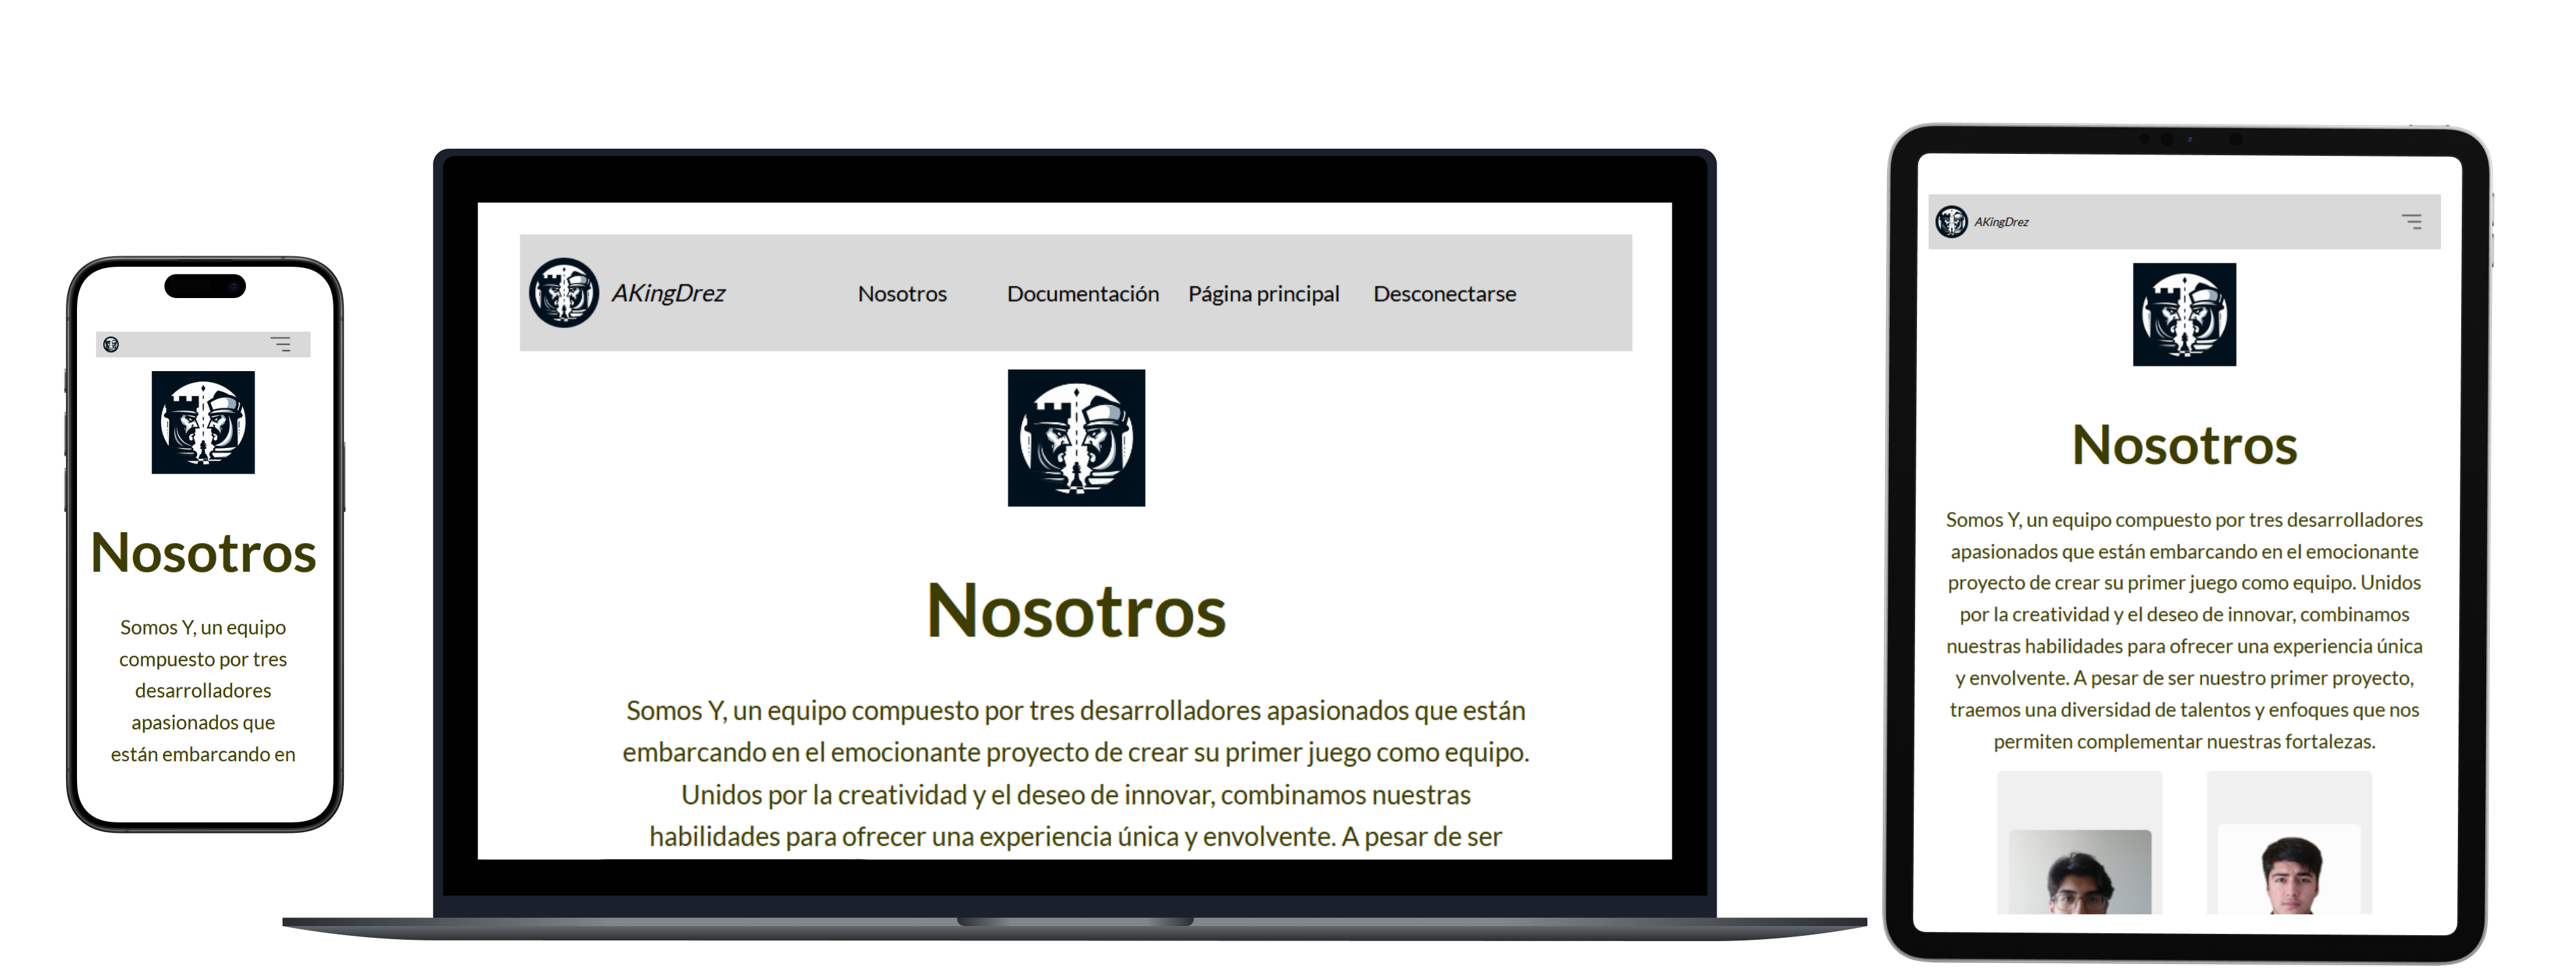 Nosotros
Somos Y, un equipo
compuesto por tres
desarrolladores
apasionados que
están embarcando en
AKingDrez Nosotros Documentación Página principal Desconectarse
Nosotros
Somos Y, un equipo compuesto por tres desarrolladores apasionados que están
embarcando en el emocionante proyecto de crear su primer juego como equipo.
Unidos por la creatividad y el deseo de innovar, combinamos nuestras
habilidades para ofrecer una experiencia única y envolvente. A pesar de ser
AKingDrez
Nosotros
Somos Y, un equipo compuesto por tres desarrolladores
apasionados que están embarcando en el emocionante
proyecto de crear su primer juego como equipo. Unidos
por la creatividad y el deseo de innovar, combinamos
nuestras habilidades para ofrecer una experiencia única
y envolvente. A pesar de ser nuestro primer proyecto,
traemos una diversidad de talentos y enfoques que nos
permiten complementar nuestras fortalezas.